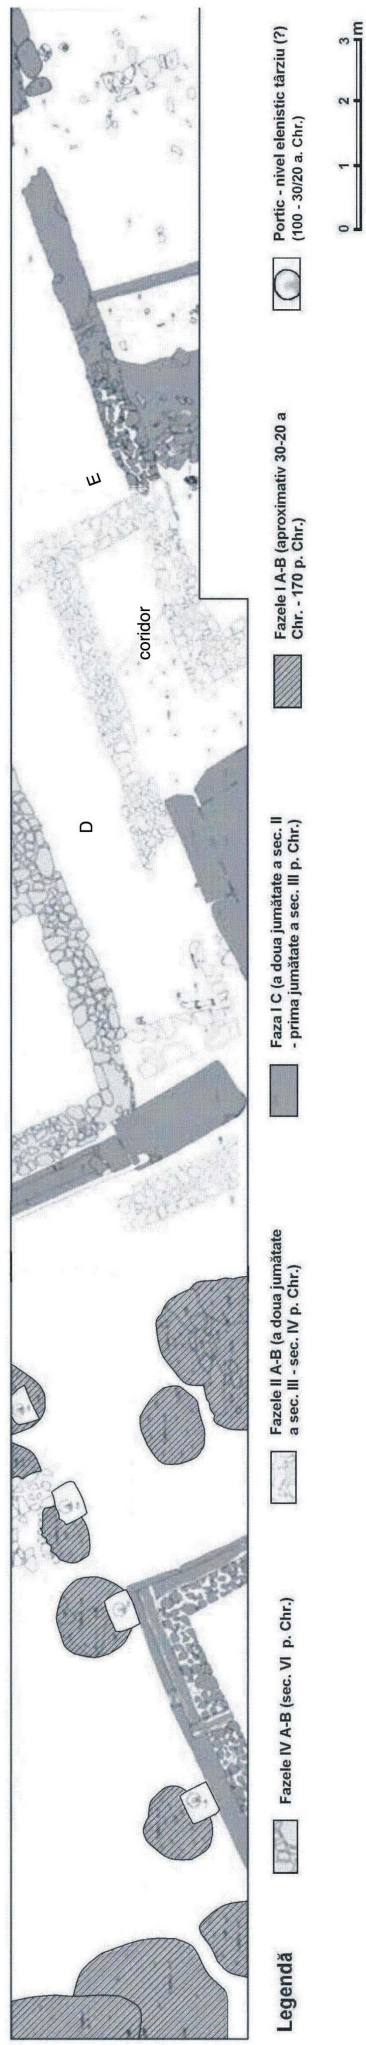 D
coridor
E
Legendă
Fazele IV A-B (sec. VI p. Chr.)
Fazele II A-B (a doua jumătate
a sec. III - sec. IV p. Chr.)
Faza I C (a doua jumătate a sec. II
- prima jumătate a sec. III p. Chr.)
Fazele I A-B (aproximativ 30-20 a
Chr. - 170 p. Chr.)
Portic - nivel elenistic târziu (?)
(100 - 30/20 a. Chr.)
0 1 2 3 m